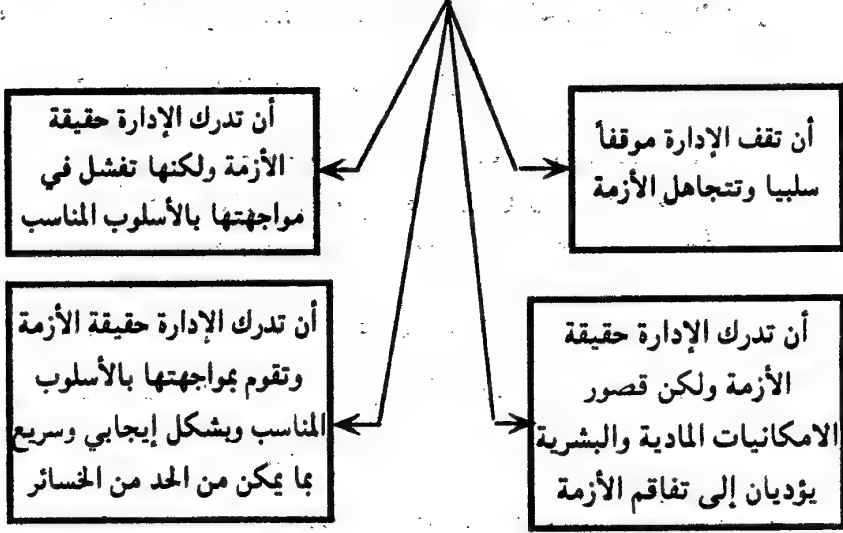 أن تقف الإدارة موقفاً
سلبيا وتتجاهل الأزمة
أن تدرك الإدارة حقيقة
الأزمة ولكنها تفشل في
مواجهتها بالأسلوب المناسب
أن تدرك الإدارة حقيقة
الأزمة ولكن قصور
الامكانيات المادية والبشرية
يؤديان إلى تفاقم الأزمة
أن تدرك الإدارة حقيقة الأزمة
وتقوم بمواجهتها بالأسلوب
المناسب وبشكل إيجابي وسريع
بما يمكن من الحد من الخسائر